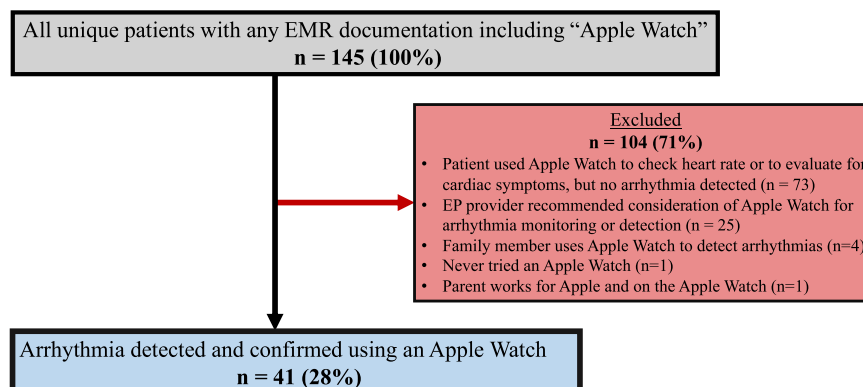 All unique patients with any EMR documentation including “Apple Watch”
n = 145 (100%)
Excluded
n = 104 (71%)
• Patient used Apple Watch to check heart rate or to evaluate for
cardiac symptoms, but no arrhythmia detected (n = 73)
• EP provider recommended consideration of Apple Watch for
arrhythmia monitoring or detection (n = 25)
• Family member uses Apple Watch to detect arrhythmias (n=4)
• Never tried an Apple Watch (n=1)
• Parent works for Apple and on the Apple Watch (n=1)
Arrhythmia detected and confirmed using an Apple Watch
n = 41 (28%)